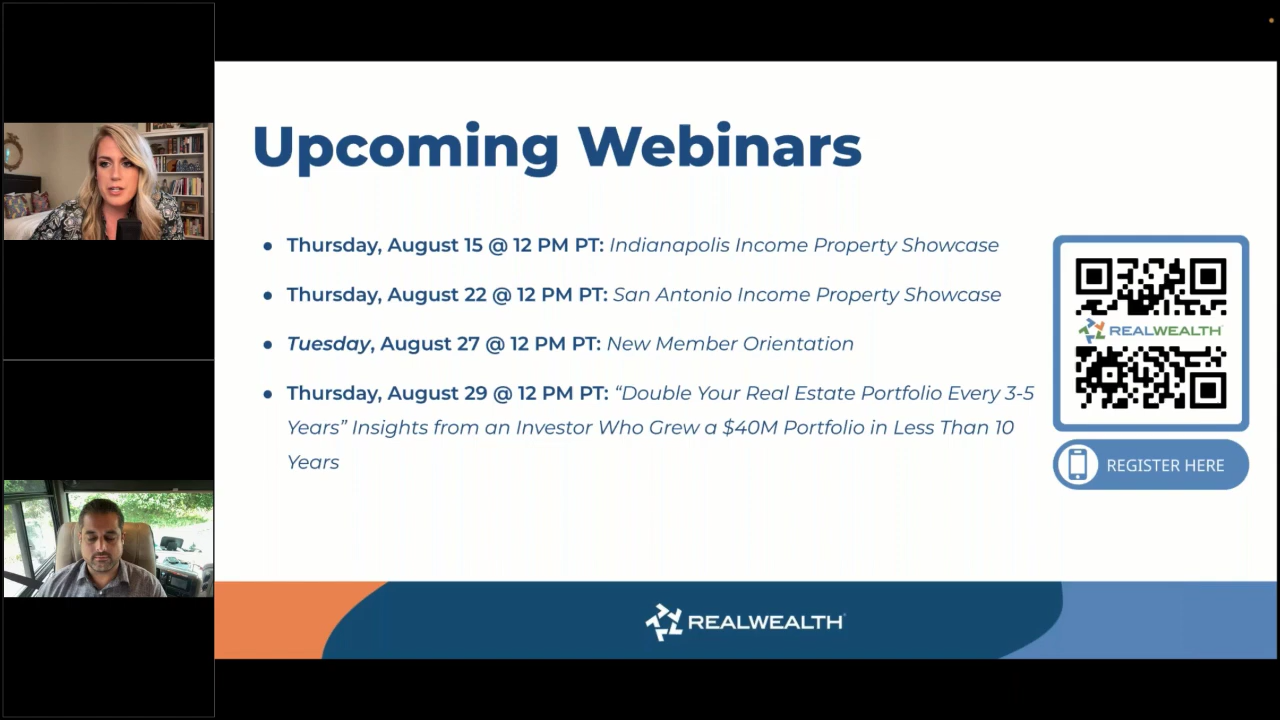 Upcoming Webinars
● Thursday, August 15 @ 12 PM PT: Indianapolis Income Property Showcase
● Thursday, August 22 @ 12 PM PT: San Antonio Income Property Showcase
● Tuesday, August 27 @ 12 PM PT: New Member Orientation
● Thursday, August 29 @ 12 PM PT: “Double Your Real Estate Portfolio Every 3-5
Years” Insights from an Investor Who Grew a $40M Portfolio in Less Than 10
Years
REALWEALTH
REGISTER HERE
REALWEALTH